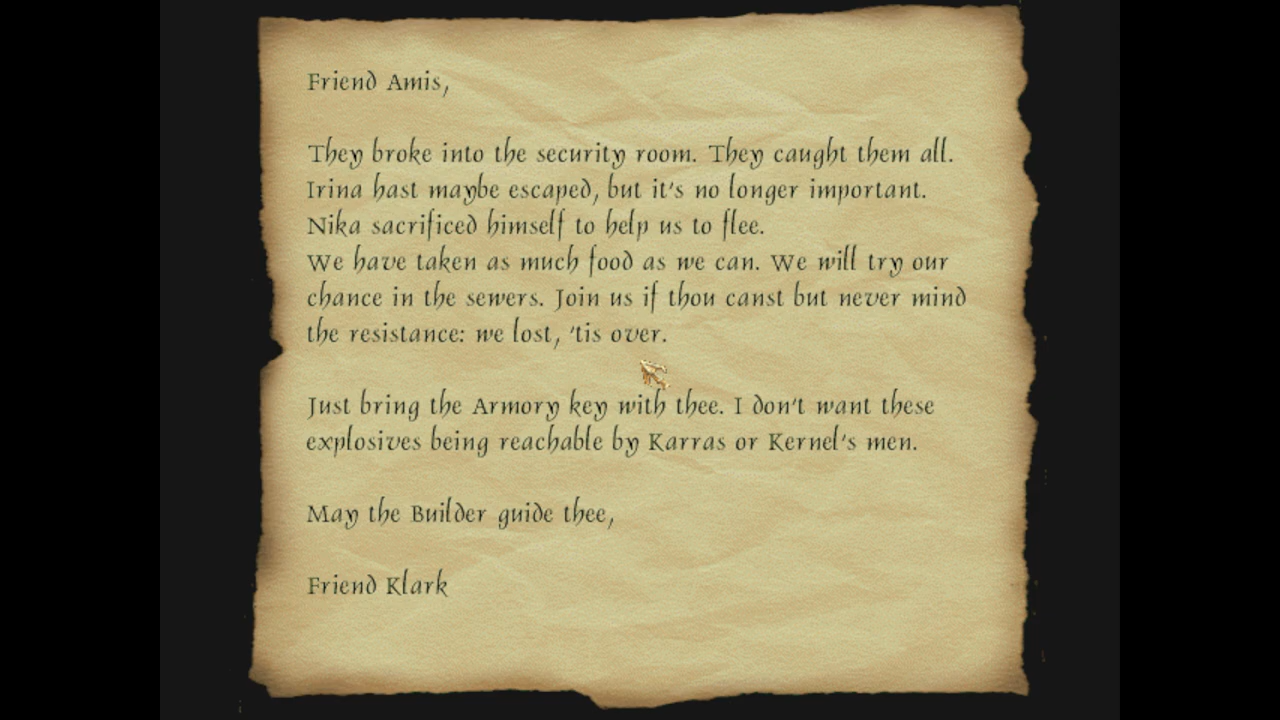 Friend Amis,
They broke into the security room. They caught them all.
Irina hast maybe escaped, but it's no longer important.
Nika sacrificed himself to help us to flee.
We have taken as much food as we can. We will try our
chance in the sewers. Join us if thou canst but never mind
the resistance: we lost, 'tis over.
Just bring the Armory key with thee. I don't want these
explosives being reachable by Karras or Kernel's men.
May the Builder guide thee,
Friend Klark